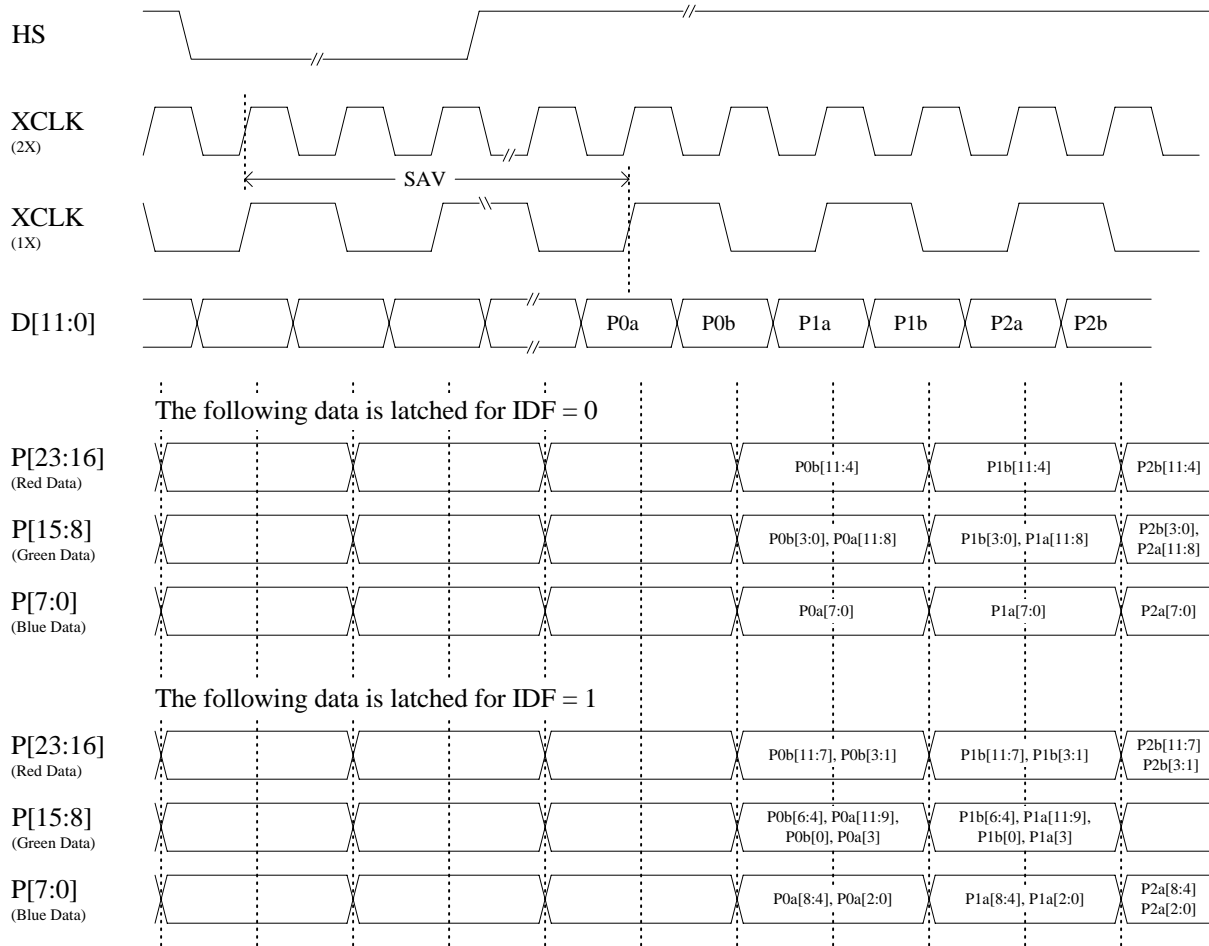 HS
XCLK
(2X)
SAV
XCLK
(1X)
D[11:0]
P0a
P0b
P1a
P1b
P2a
P2b
The following data is latched for IDF = 0
P[23:16]
(Red Data)
P0b[11:4]
P1b[11:4]
P2b[11:4]
P[15:8]
(Green Data)
P0b[3:0], P0a[11:8]
P1b[3:0], P1a[11:8]
P2b[3:0],
P2a[11:8]
P[7:0]
(Blue Data)
P0a[7:0]
P1a[7:0]
P2a[7:0]
The following data is latched for IDF = 1
P[23:16]
(Red Data)
P0b[11:7], P0b[3:1]
P1b[11:7], P1b[3:1]
P2b[11:7]
P2b[3:1]
P[15:8]
(Green Data)
P0b[6:4], P0a[11:9],
P0b[0], P0a[3]
P1b[6:4], P1a[11:9],
P1b[0], P1a[3]
P[7:0]
(Blue Data)
P0a[8:4], P0a[2:0]
P1a[8:4], P1a[2:0]
P2a[8:4]
P2a[2:0]